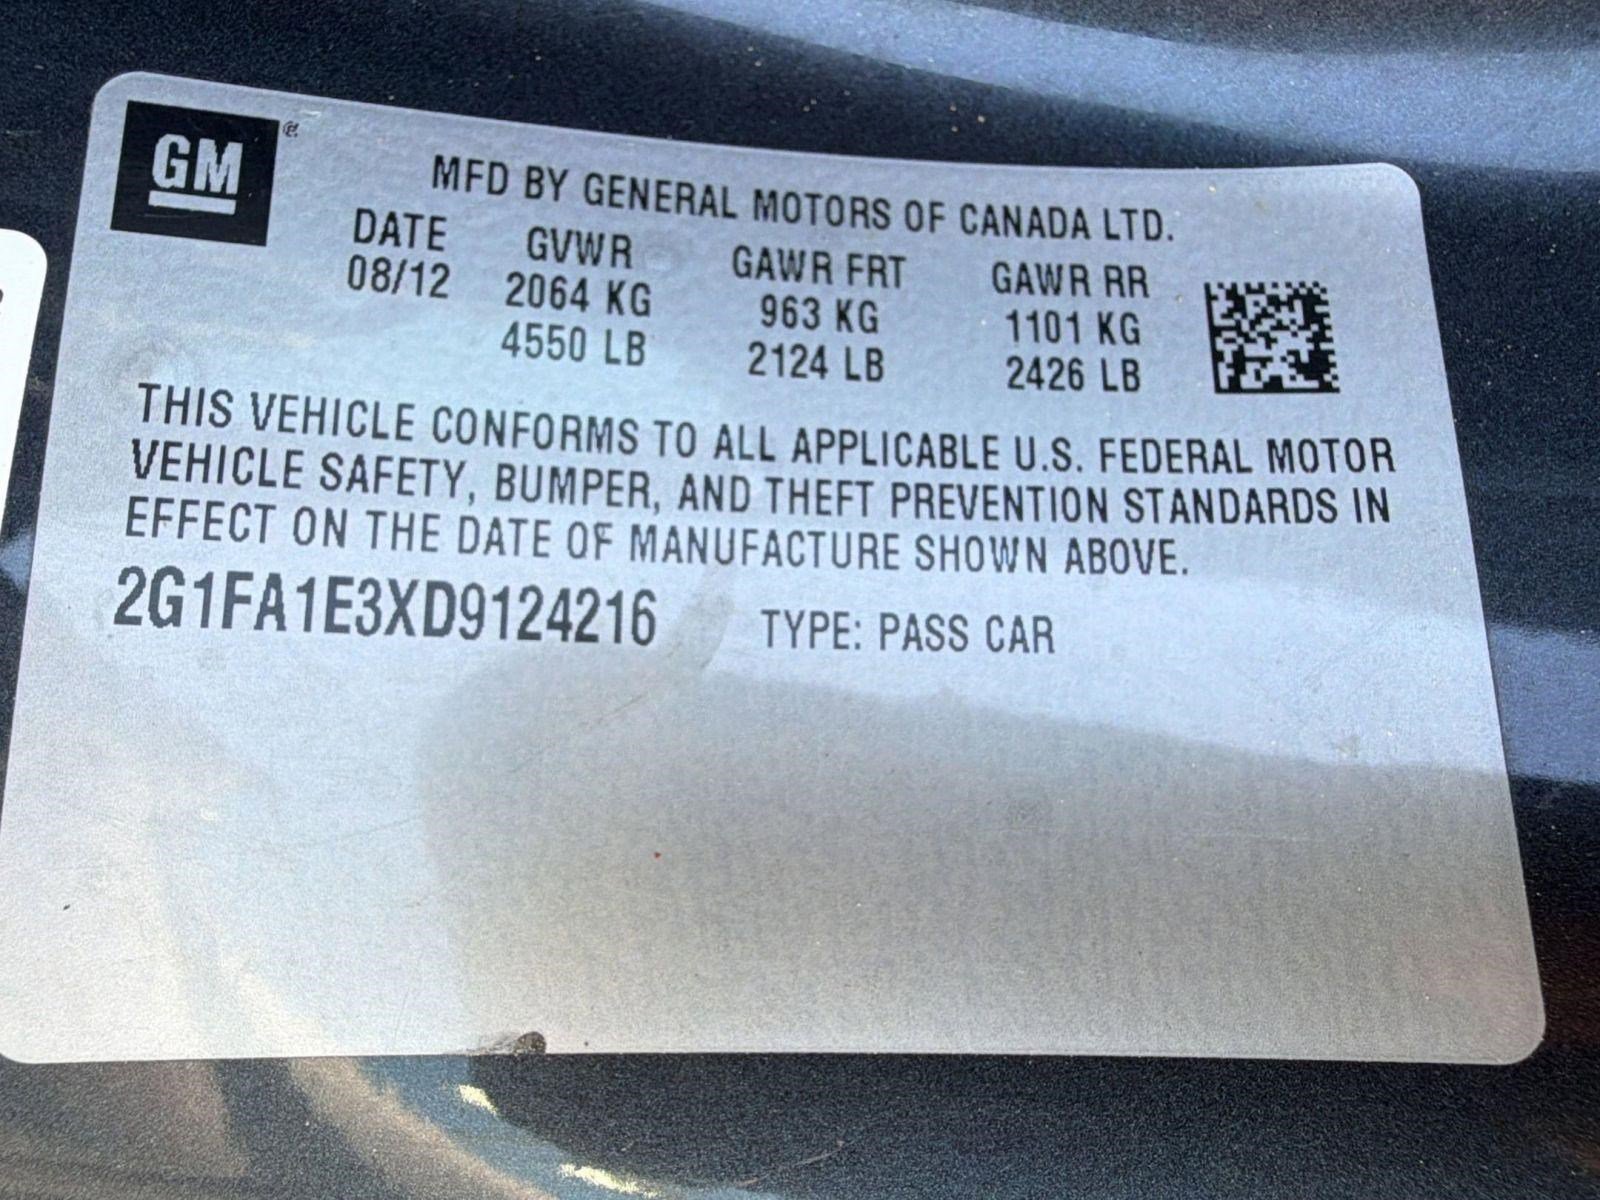 GM
MFD BY GENERAL MOTORS OF CANADA LTD.
DATE GVWR GAWR FRT GAWR RR
08/12 2064 KG 963 KG 1101 KG
4550 LB 2124 LB 2426 LB
THIS VEHICLE CONFORMS TO ALL APPLICABLE U.S. FEDERAL MOTOR
VEHICLE SAFETY, BUMPER, AND THEFT PREVENTION STANDARDS IN
EFFECT ON THE DATE OF MANUFACTURE SHOWN ABOVE.
2G1FA1E3XD9124216 TYPE: PASS CAR